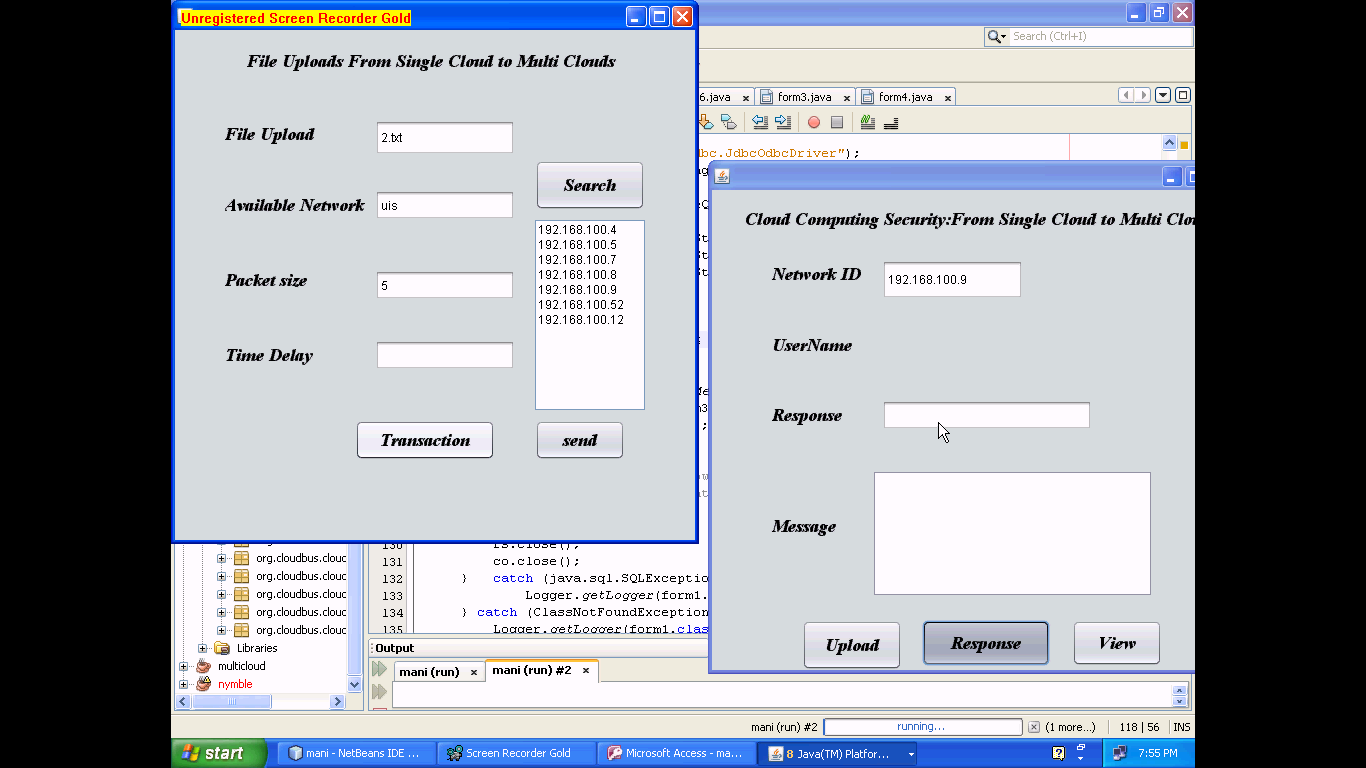 Unregistered Screen Recorder Gold
File Uploads From Single Cloud to Multi Clouds
File Upload
2.txt
Search
Available Network
uis
192.168.100.4
192.168.100.5
192.168.100.7
192.168.100.8
192.168.100.9
192.168.100.52
192.168.100.12
Packet size
5
Time Delay
Transaction
send
Search (Ctrl+I)
6.java
form3.java
form4.java
bc.JdbcOdbcDriver");
Cloud Computing Security:From Single Cloud to Multi Clou
Network ID
192.168.100.9
UserName
Response
Message
Upload
Response
View
org.cloudbus.clouc
org.cloudbus.clouc
org.cloudbus.clouc
org.cloudbus.clouc
org.cloudbus.clouc
Libraries
multicloud
nymble
130 rs.close();
131 co.close();
132 } catch (java.sql.SQLException
133 Logger.getLogger(form1.
134 } catch (ClassNotFoundException
135 Logger.getLogger(form1.class
Output
mani (run)
mani (run) #2
mani (run) #2
running...
(1 more...)
118 | 56
INS
start
mani - NetBeans IDE ...
Screen Recorder Gold
Microsoft Access - ma...
8 Java(TM) Platfor...
7:55 PM